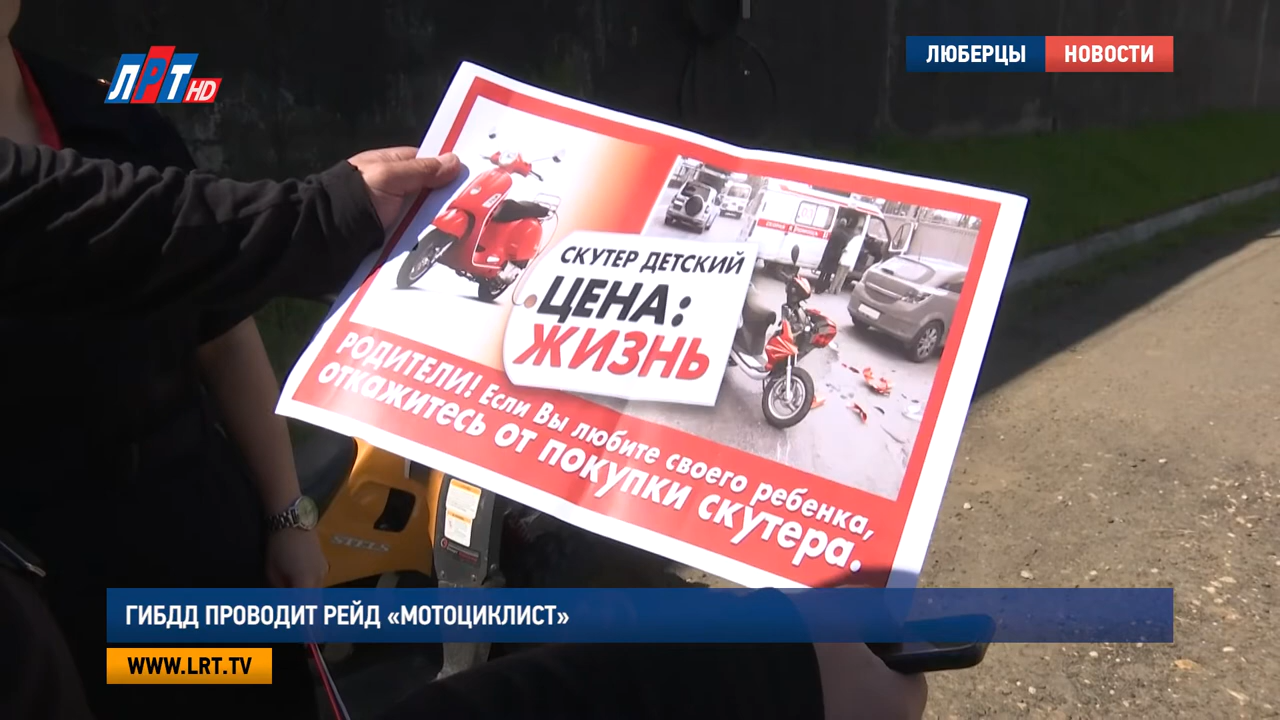 ЛРТ HD
ЛЮБЕРЦЫ НОВОСТИ
СКУТЕР ДЕТСКИЙ
ЦЕНА:
ЖИЗНЬ
РОДИТЕЛИ! Если Вы любите своего ребенка,
откажитесь от покупки скутера.
STELS
ГИБДД ПРОВОДИТ РЕЙД «МОТОЦИКЛИСТ»
WWW.LRT.TV